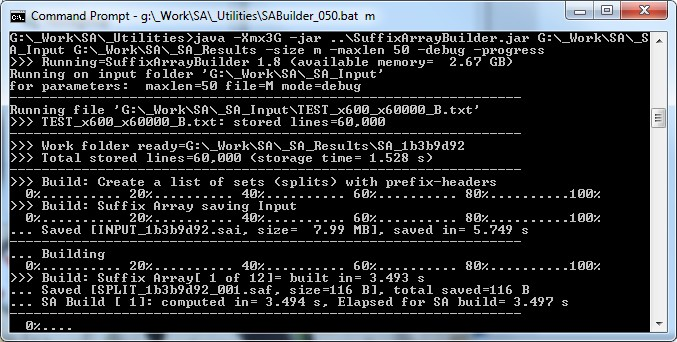 Command Prompt - g:\_Work\SA\_Utilities\SABuilder_050.bat  m
G:\_Work\SA\_Utilities>java -Xmx3G -jar ..\SuffixArrayBuilder.jar G:\_Work\SA\_S
A_Input G:\_Work\SA\_SA_Results -size m -maxlen 50 -debug -progress
>>> Running=SuffixArrayBuilder 1.8 (available memory=  2.67 GB)
Running on input folder 'G:\_Work\SA\_SA_Input'
for parameters:  maxlen=50 file=M mode=debug
----------------------------------------------------------------
Running file 'G:\_Work\SA\_SA_Input\TEST_x600_x60000_B.txt'
>>> TEST_x600_x60000_B.txt: stored lines=60,000
----------------------------------------------------------------
>>> Work folder ready=G:\_Work\SA\_SA_Results\SA_1b3b9d92
>>> Total stored lines=60,000 (storage time= 1.528 s)
----------------------------------------------------------------
>>> Build: Create a list of sets (splits) with prefix-headers
  0%.......... 20%.......... 40%.......... 60%.......... 80%..........100%
>>> Build: Suffix Array saving Input
  0%.......... 20%.......... 40%.......... 60%.......... 80%..........100%
... Saved [INPUT_1b3b9d92.sai, size=  7.99 MB], saved in= 5.749 s
----------------------------------------------------------------
... Building
  0%.......... 20%.......... 40%.......... 60%.......... 80%..........100%
>>> Build: Suffix Array[ 1 of 12]= built in= 3.493 s
... Saved [SPLIT_1b3b9d92_001.saf, size=116 B], total saved=116 B
... SA Build [ 1]: computed in= 3.494 s, Elapsed for SA build= 3.497 s
----------------------------------------------------------------
  0%....